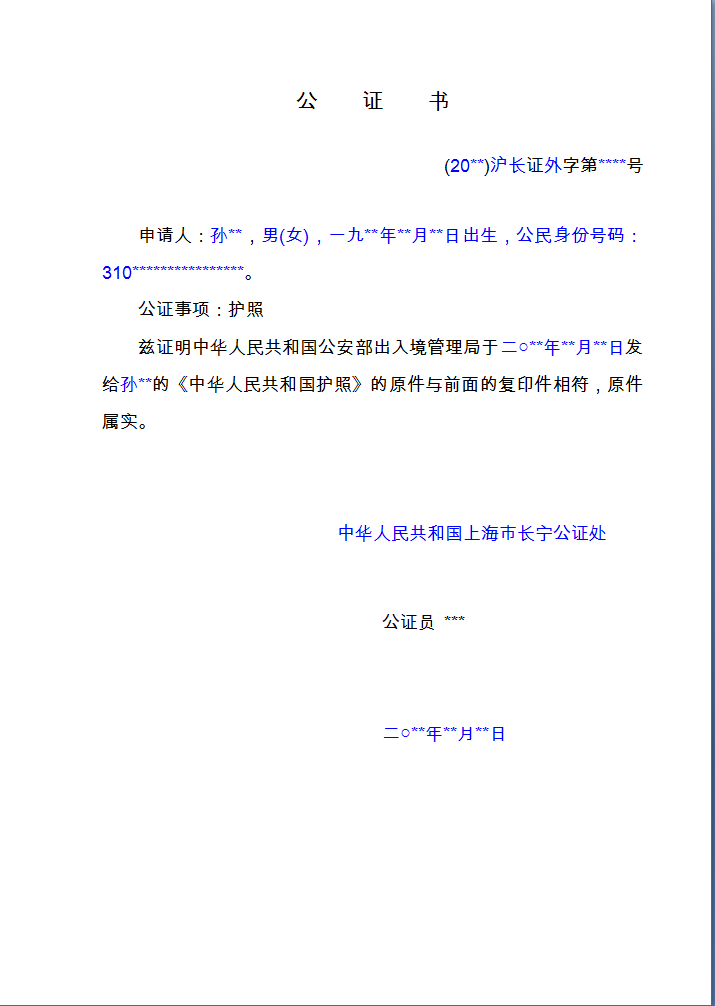 公 证 书
(20**)沪长证外字第****号
申请人：孙**，男(女)，一九**年**月**日出生，公民身份号码：
310****************。
公证事项：护照
兹证明中华人民共和国公安部出入境管理局于二○**年**月**日发
给孙**的《中华人民共和国护照》的原件与前面的复印件相符，原件
属实。
中华人民共和国上海市长宁公证处
公证员 ***
二○**年**月**日